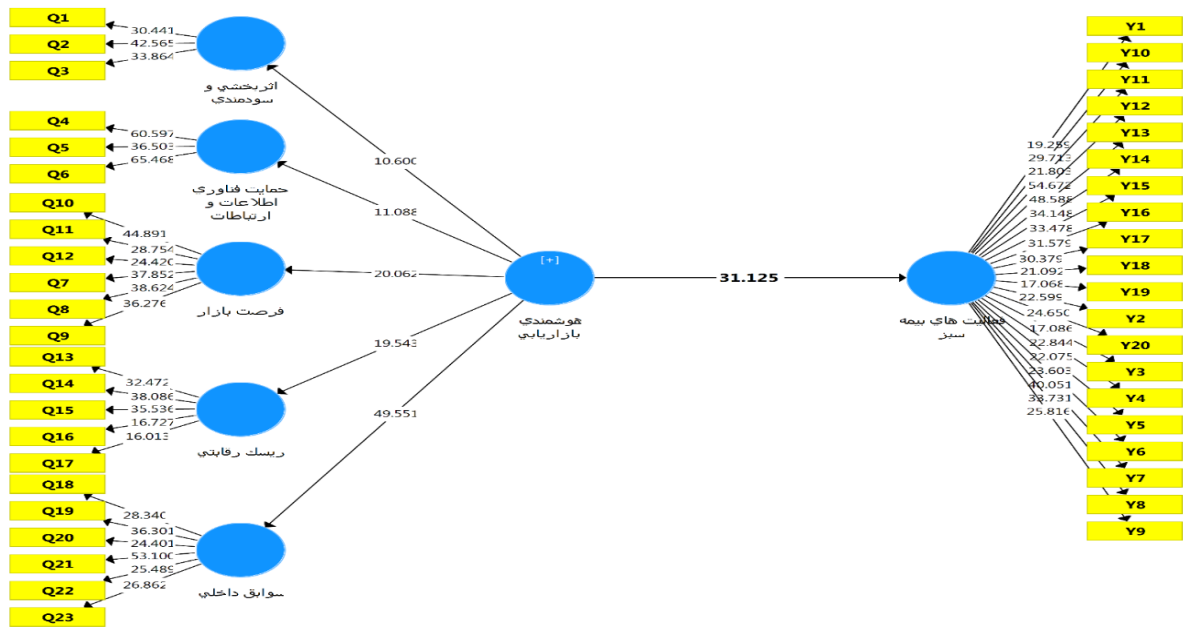 Q1
Q2
Q3
30.441
42.565
33.864
اثربخشي و
سودمندي
Q4
Q5
Q6
60.597
36.503
65.468
حمايت فناوري
اطلاعات و
ارتباطات
Q10
Q11
Q12
Q7
Q8
Q9
44.891
28.754
24.420
37.852
38.624
36.276
فرصت بازار
Q13
Q14
Q15
Q16
Q17
32.472
38.086
35.536
16.727
16.013
ريسك رقابتي
Q18
Q19
Q20
Q21
Q22
Q23
28.340
36.301
24.401
53.100
25.489
26.862
سوابق داخلي
10.600
11.088
20.062
19.543
49.551
[+]
هوشمندي
بازاريابي
31.125
فعاليت هاي بيمه
سبز
19.259
29.713
21.803
54.672
48.588
34.148
33.478
31.579
30.379
21.092
17.068
22.599
24.650
17.086
22.844
22.075
23.603
40.051
33.731
25.816
Y1
Y10
Y11
Y12
Y13
Y14
Y15
Y16
Y17
Y18
Y19
Y2
Y20
Y3
Y4
Y5
Y6
Y7
Y8
Y9